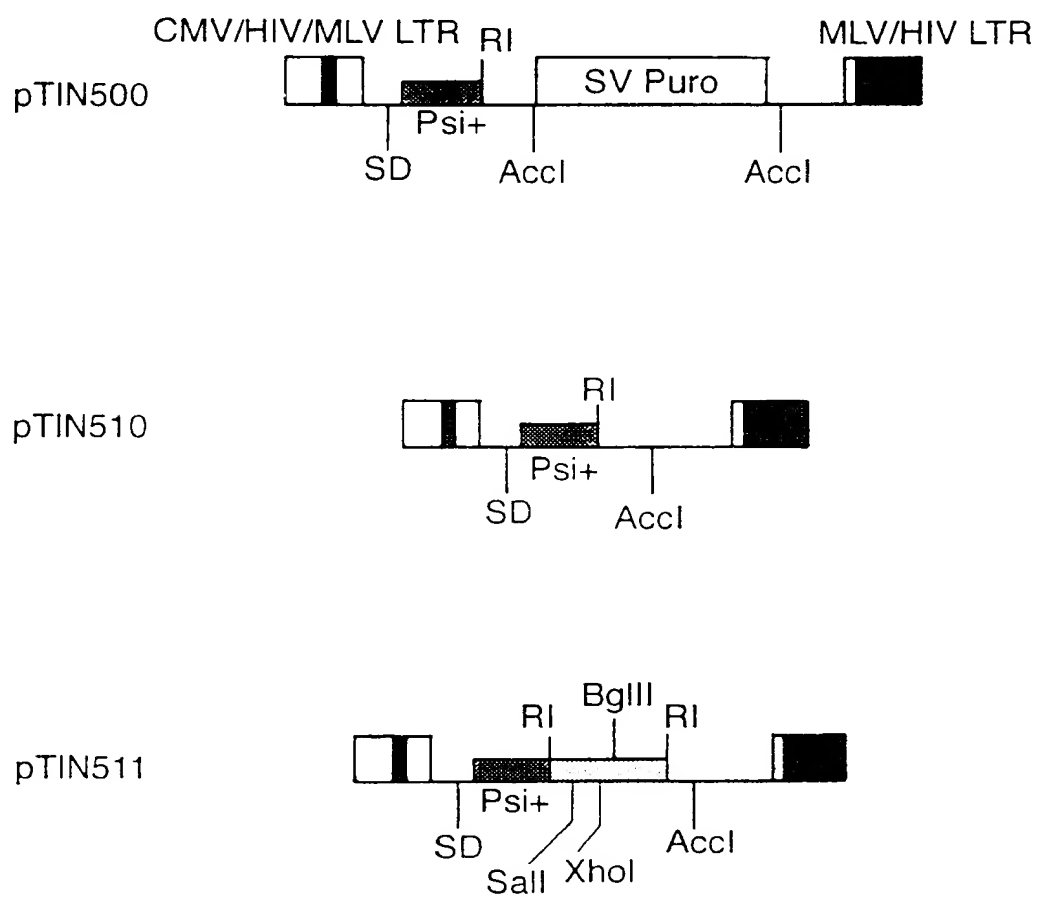 CMV/HIV/MLV LTR
RI
MLV/HIV LTR
pTIN500
SV Puro
Psi+
SD
AccI
AccI
pTIN510
RI
Psi+
SD
AccI
pTIN511
RI
BglII
RI
Psi+
SD
SalI
XhoI
AccI